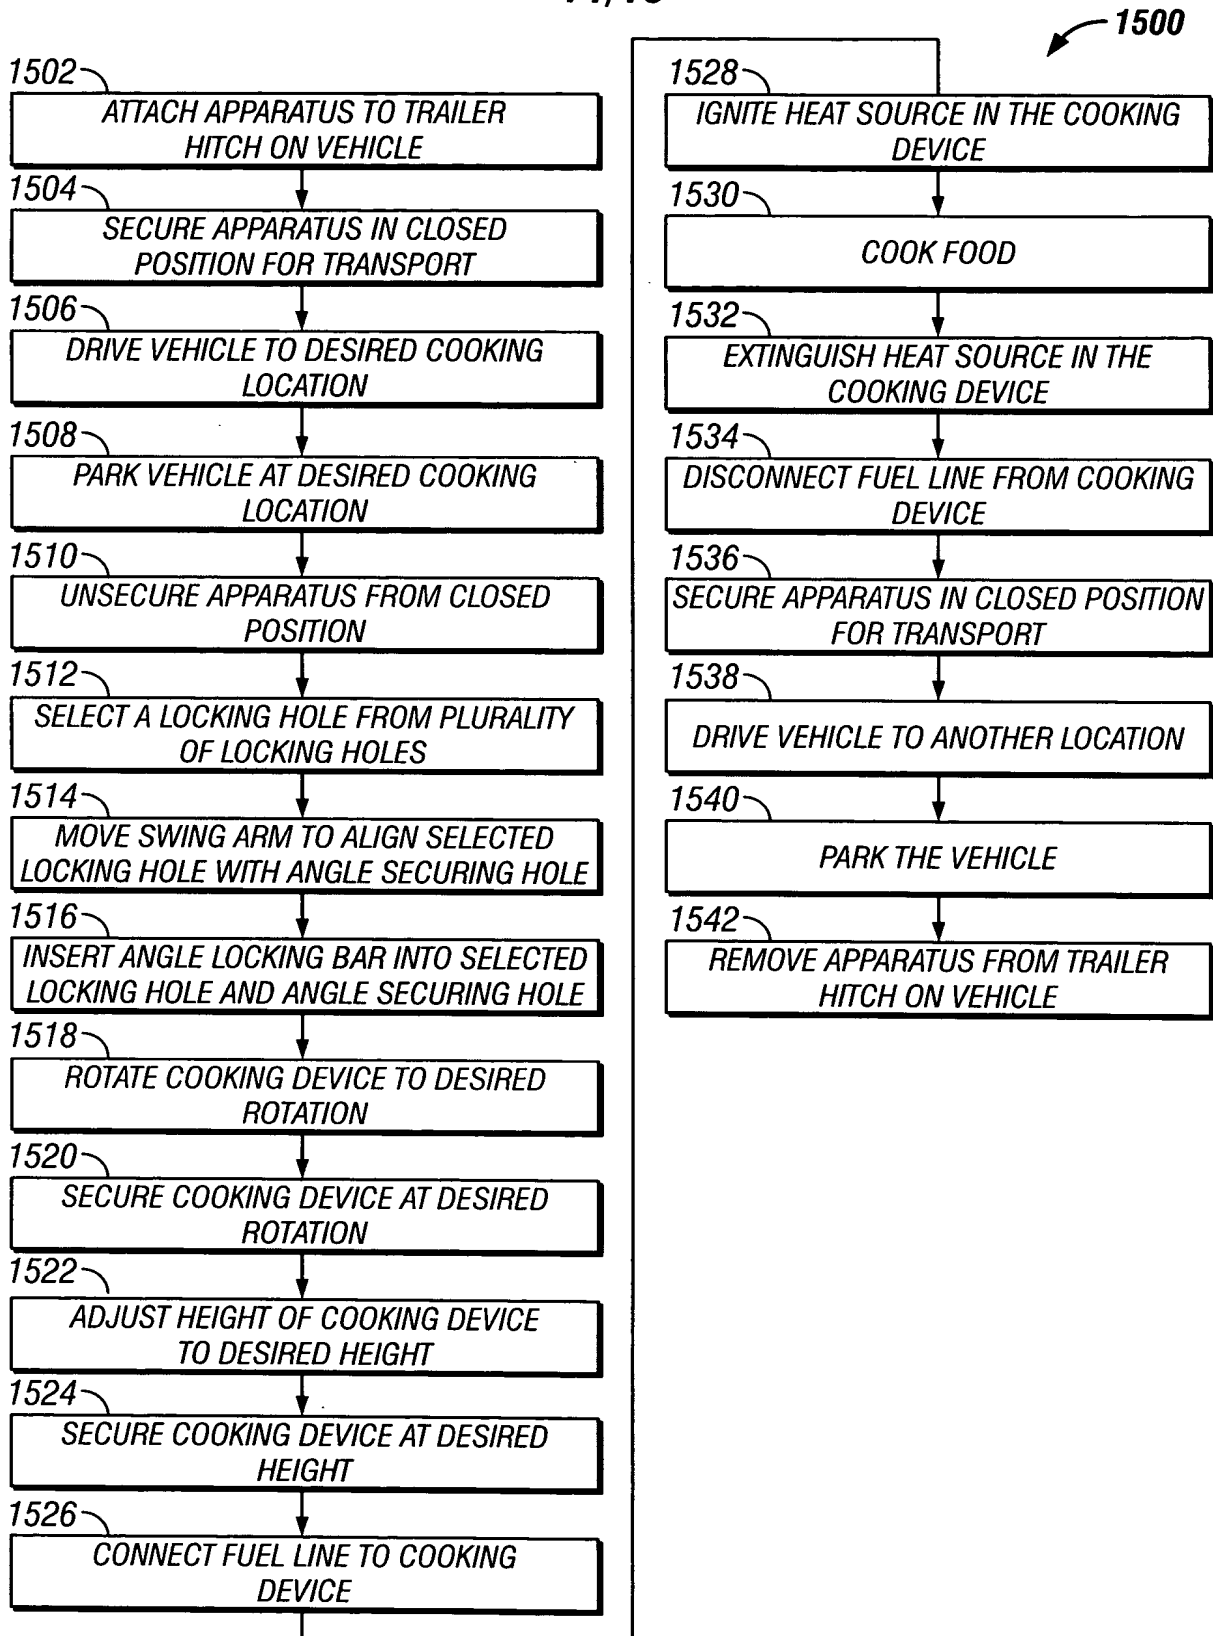 1500
1502
ATTACH APPARATUS TO TRAILER
HITCH ON VEHICLE
1504
SECURE APPARATUS IN CLOSED
POSITION FOR TRANSPORT
1506
DRIVE VEHICLE TO DESIRED COOKING
LOCATION
1508
PARK VEHICLE AT DESIRED COOKING
LOCATION
1510
UNSECURE APPARATUS FROM CLOSED
POSITION
1512
SELECT A LOCKING HOLE FROM PLURALITY
OF LOCKING HOLES
1514
MOVE SWING ARM TO ALIGN SELECTED
LOCKING HOLE WITH ANGLE SECURING HOLE
1516
INSERT ANGLE LOCKING BAR INTO SELECTED
LOCKING HOLE AND ANGLE SECURING HOLE
1518
ROTATE COOKING DEVICE TO DESIRED
ROTATION
1520
SECURE COOKING DEVICE AT DESIRED
ROTATION
1522
ADJUST HEIGHT OF COOKING DEVICE
TO DESIRED HEIGHT
1524
SECURE COOKING DEVICE AT DESIRED
HEIGHT
1526
CONNECT FUEL LINE TO COOKING
DEVICE
1528
IGNITE HEAT SOURCE IN THE COOKING
DEVICE
1530
COOK FOOD
1532
EXTINGUISH HEAT SOURCE IN THE
COOKING DEVICE
1534
DISCONNECT FUEL LINE FROM COOKING
DEVICE
1536
SECURE APPARATUS IN CLOSED POSITION
FOR TRANSPORT
1538
DRIVE VEHICLE TO ANOTHER LOCATION
1540
PARK THE VEHICLE
1542
REMOVE APPARATUS FROM TRAILER
HITCH ON VEHICLE